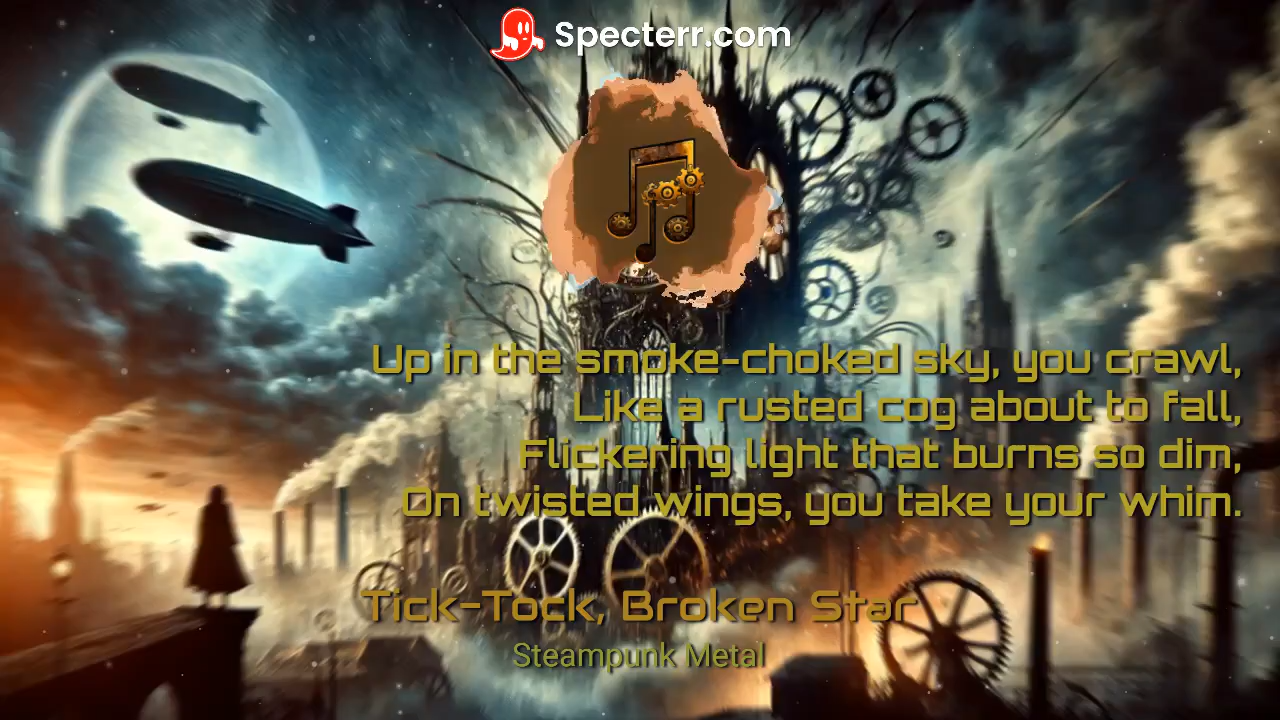 Specterr.com
Up in the smoke-choked sky, you crawl,
Like a rusted cog about to fall,
Flickering light that burns so dim,
On twisted wings, you take your whim.
Tick-Tock, Broken Star
Steampunk Metal